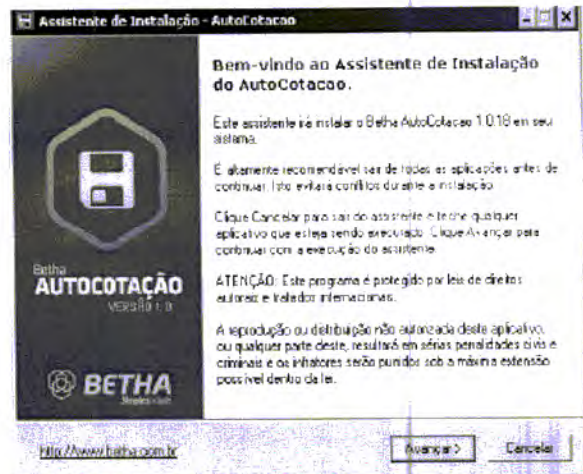 Assistente de Instalação - AutoCotacao
Bem-vindo ao Assistente de Instalação
do AutoCotacao.
Este assistente irá instalar o Betha AutoCotacao 1.0.18 em seu
sistema.
É altamente recomendável sair de todas as aplicações antes de
continuar. Isto evitará conflitos durante a instalação.
Clique Cancelar para sair do assistente e feche qualquer
aplicativo que esteja sendo executado. Clique Avançar para
continuar com a execução do assistente.
ATENÇÃO: Este programa é protegido por leis de direitos
autorais e tratados internacionais.
A reprodução ou distribuição não autorizada deste aplicativo,
ou qualquer parte deste, resultará em sérias penalidades civis e
criminais e os infratores serão punidos sob a máxima extensão
possível dentro da lei.
Betha
AUTOCOTAÇÃO
VERSÃO 1.0
BETHA
http://www.betha.com.br
Avançar >
Cancelar